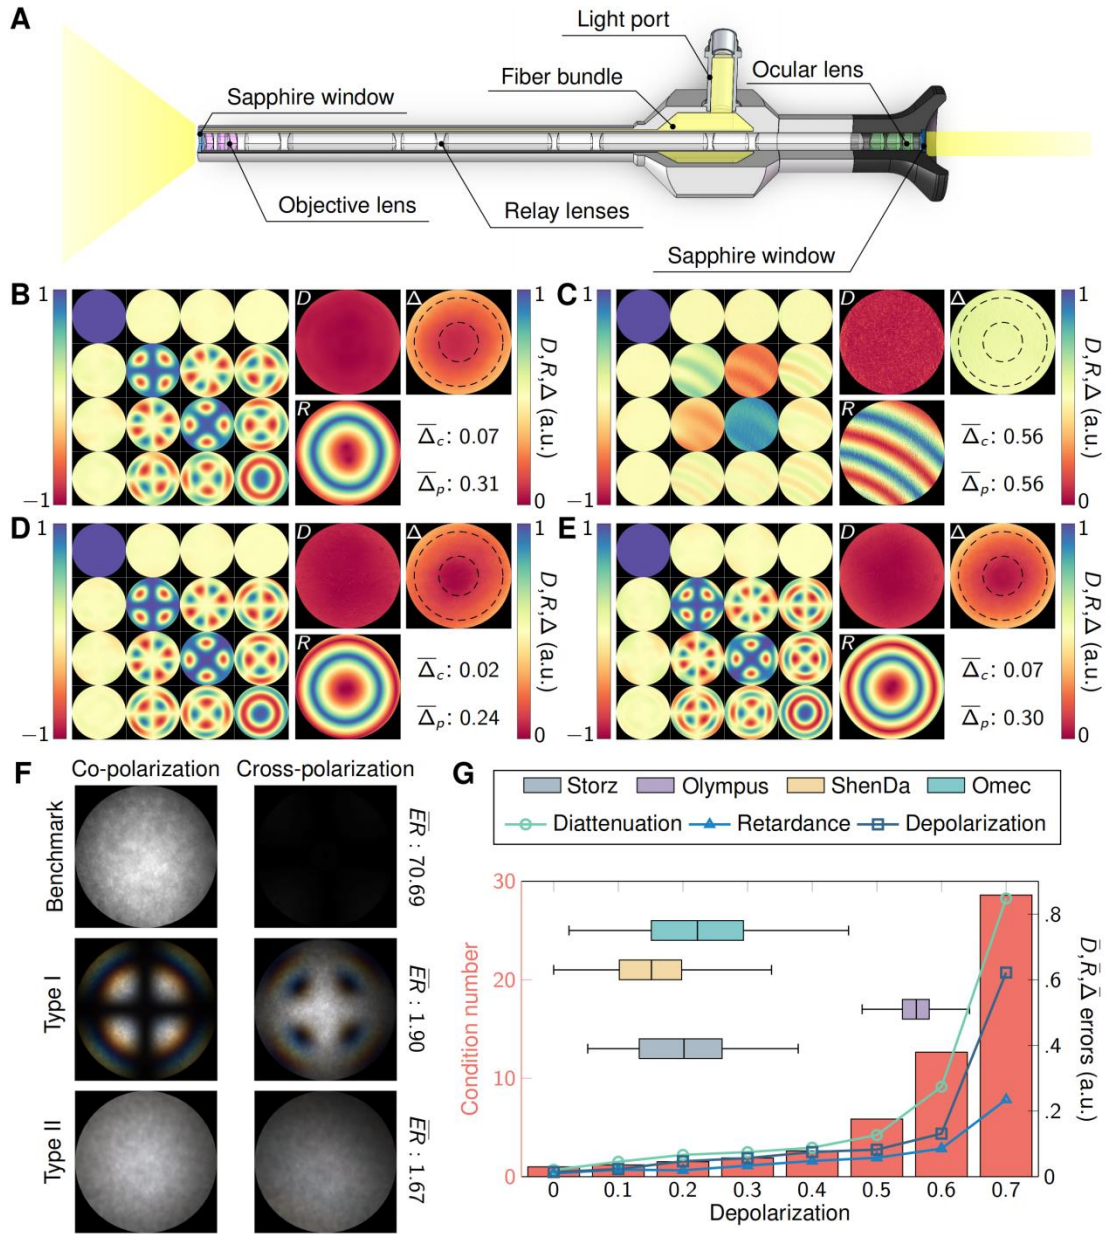 A
Light port
Fiber bundle
Ocular lens
Sapphire window
Objective lens
Relay lenses
Sapphire window
B
1
−1
D
Δ
R
Δ̅c: 0.07
Δ̅p: 0.31
1
0
D,R,Δ (a.u.)
C
1
−1
D
Δ
R
Δ̅c: 0.56
Δ̅p: 0.56
1
0
D,R,Δ (a.u.)
D
1
−1
D
Δ
R
Δ̅c: 0.02
Δ̅p: 0.24
1
0
D,R,Δ (a.u.)
E
1
−1
D
Δ
R
Δ̅c: 0.07
Δ̅p: 0.30
1
0
D,R,Δ (a.u.)
F
Co-polarization
Cross-polarization
Benchmark
E̅R̅ : 70.69
Type I
E̅R̅ : 1.90
Type II
E̅R̅ : 1.67
G
Storz
Olympus
ShenDa
Omec
Diattenuation
Retardance
Depolarization
Condition number
30
20
10
0
.8
.6
.4
.2
0
D̅,R̅,Δ̅ errors (a.u.)
0 0.1 0.2 0.3 0.4 0.5 0.6 0.7
Depolarization